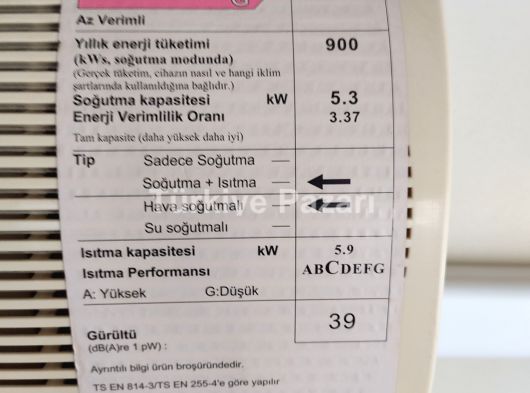 G
Az Verimli
Yıllık enerji tüketimi 900
(kWs, soğutma modunda)
(Gerçek tüketim, cihazın nasıl ve hangi iklim
şartlarında kullanıldığına bağlıdır.)
Soğutma kapasitesi kW 5.3
Enerji Verimlilik Oranı 3.37
Tam kapasite (daha yüksek daha iyi)
Tip Sadece Soğutma —
Soğutma + Isıtma —
Hava soğutmalı —
Su soğutmalı —
Türkiye Pazarı
Isıtma kapasitesi kW 5.9
Isıtma Performansı ABCDEFG
A: Yüksek G:Düşük
Gürültü 39
(dB(A)re 1 pW) :
Ayrıntılı bilgi ürün broşüründedir.
TS EN 814-3/TS EN 255-4'e göre yapılır